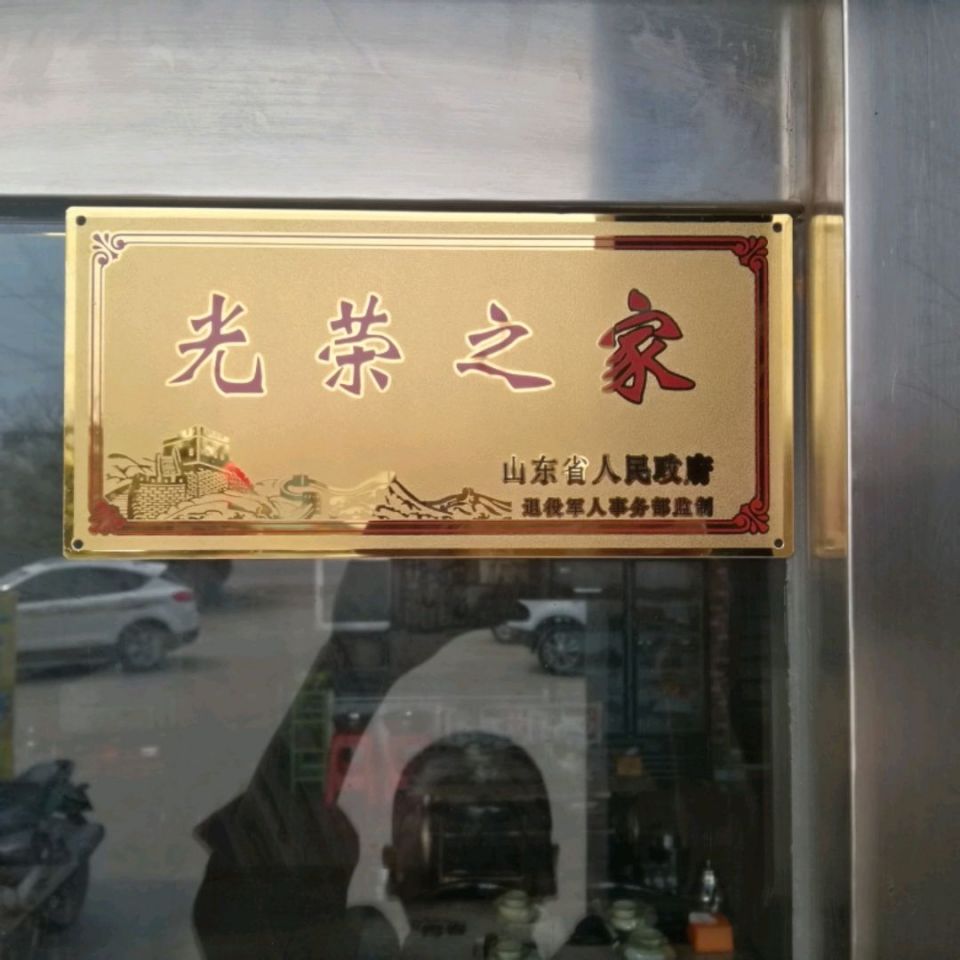 光荣之家
山东省人民政府
退役军人事务部监制